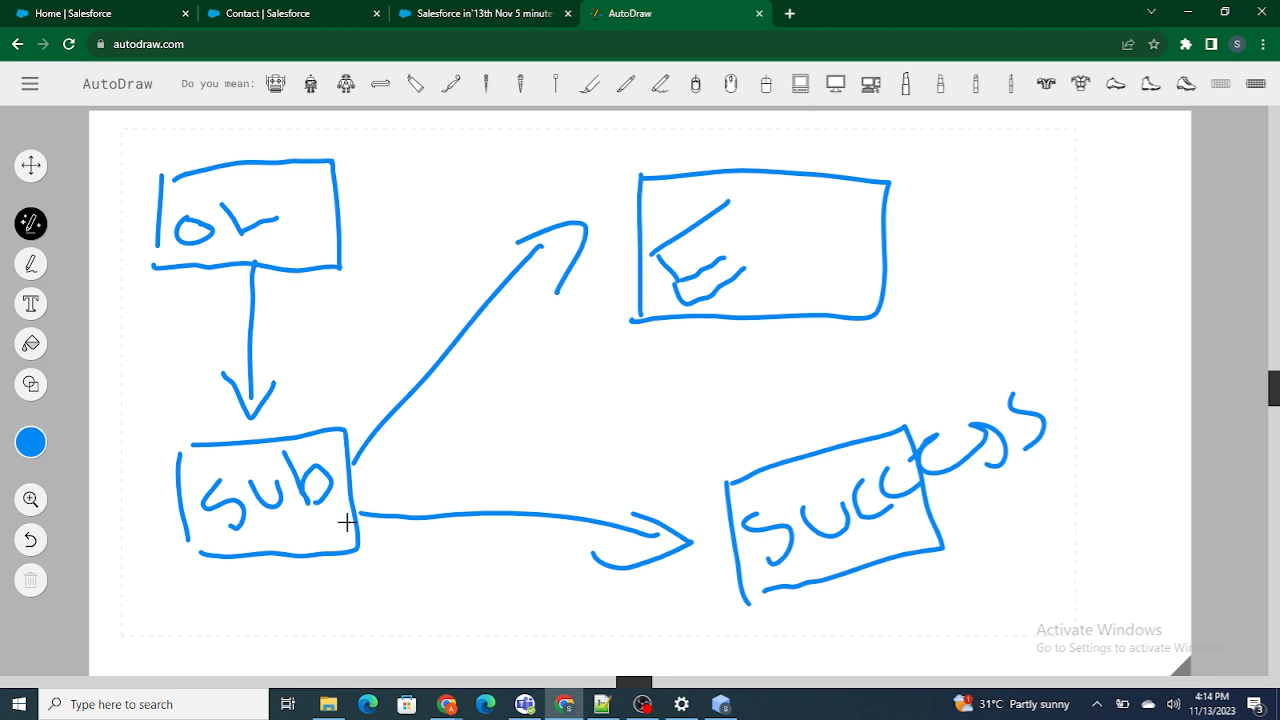 Home | Salesforce
Contact | Salesforce
Salesforce in 13th Nov 5 minute
AutoDraw
autodraw.com
S
AutoDraw
Do you mean:
T
or
Sub
success
Activate Windows
Go to Settings to activate Win
Type here to search
31°C Partly sunny
4:14 PM
11/13/2023